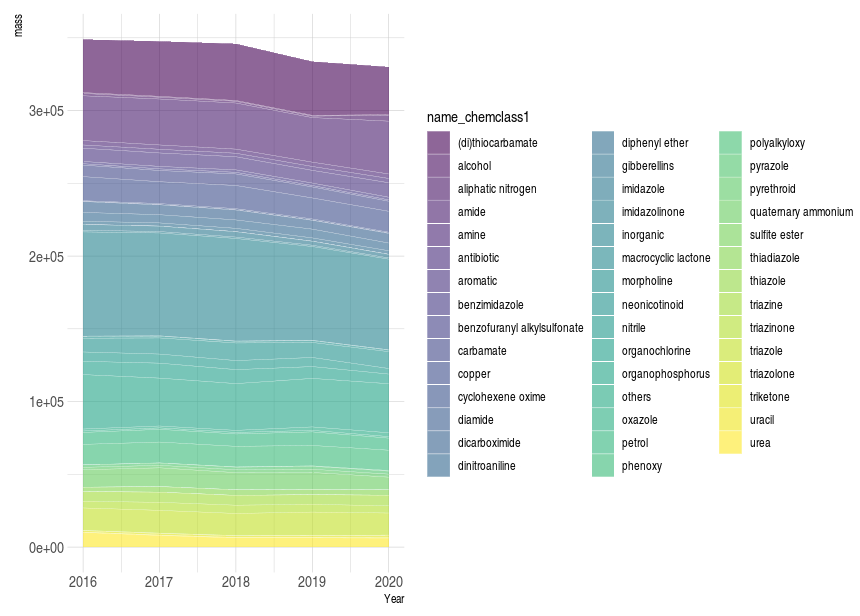 mass
3e+05
2e+05
1e+05
0e+00
2016 2017 2018 2019 2020
Year
name_chemclass1
(di)thiocarbamate
alcohol
aliphatic nitrogen
amide
amine
antibiotic
aromatic
benzimidazole
benzofuranyl alkylsulfonate
carbamate
copper
cyclohexene oxime
diamide
dicarboximide
dinitroaniline
diphenyl ether
gibberellins
imidazole
imidazolinone
inorganic
macrocyclic lactone
morpholine
neonicotinoid
nitrile
organochlorine
organophosphorus
others
oxazole
petrol
phenoxy
polyalkyloxy
pyrazole
pyrethroid
quaternary ammonium
sulfite ester
thiadiazole
thiazole
triazine
triazinone
triazole
triazolone
triketone
uracil
urea